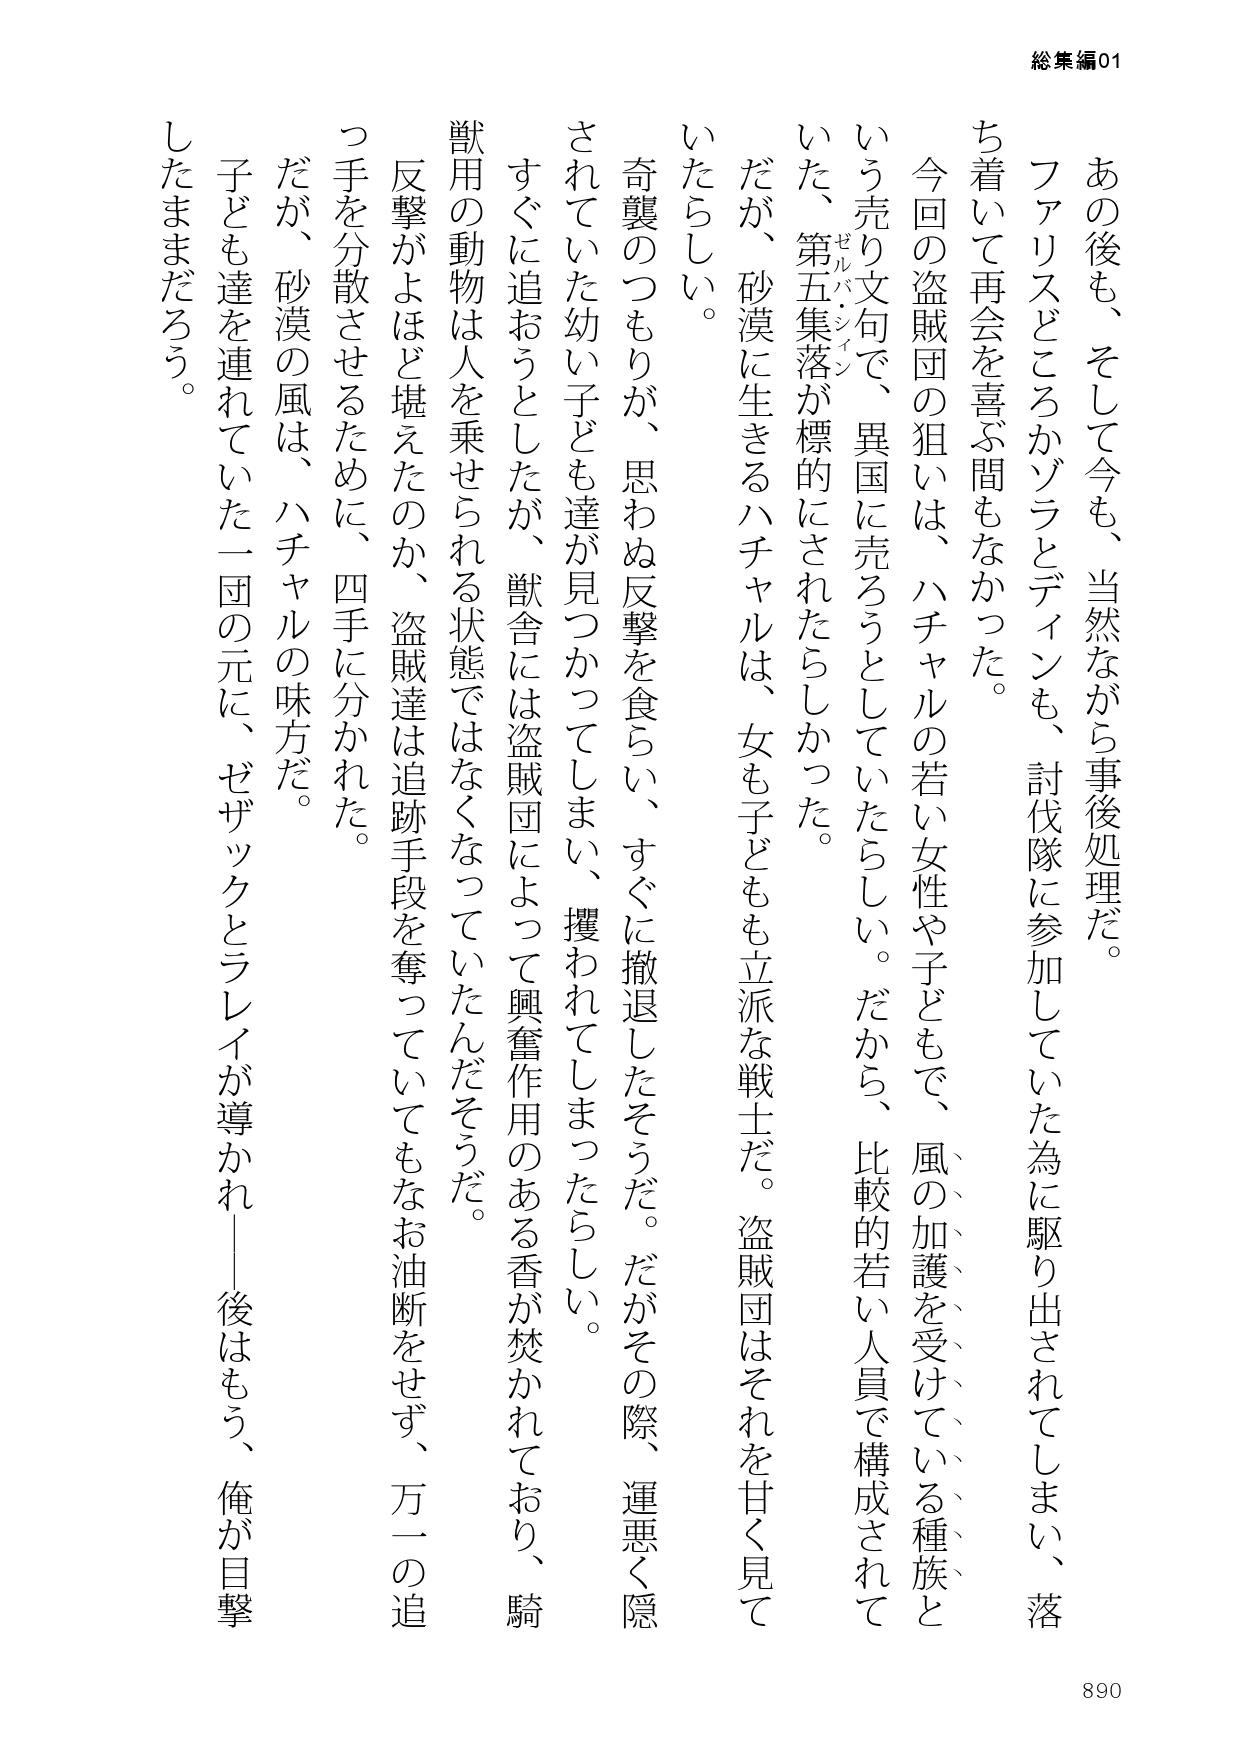 総集編01
あの後も、そして今も、当然ながら事後処理だ。
ファリスどころかゾラとディンも、討伐隊に参加していた為に駆り出されてしまい、落
ち着いて再会を喜ぶ間もなかった。
今回の盗賊団の狙いは、ハチャルの若い女性や子どもで、風の加護を受けている種族と
いう売り文句で、異国に売ろうとしていたらしい。だから、比較的若い人員で構成されて
いた、第五集落ゼルバ・シィンが標的にされたらしかった。
だが、砂漠に生きるハチャルは、女も子どもも立派な戦士だ。盗賊団はそれを甘く見て
いたらしい。
奇襲のつもりが、思わぬ反撃を食らい、すぐに撤退したそうだ。だがその際、運悪く隠
されていた幼い子ども達が見つかってしまい、攫われてしまったらしい。
すぐに追おうとしたが、獣舎には盗賊団によって興奮作用のある香が焚かれており、騎
獣用の動物は人を乗せられる状態ではなくなっていたんだそうだ。
反撃がよほど堪えたのか、盗賊達は追跡手段を奪っていてもなお油断をせず、万一の追
っ手を分散させるために、四手に分かれた。
だが、砂漠の風は、ハチャルの味方だ。
子ども達を連れていた一団の元に、ゼザックとラレイが導かれ――後はもう、俺が目撃
したままだろう。
890